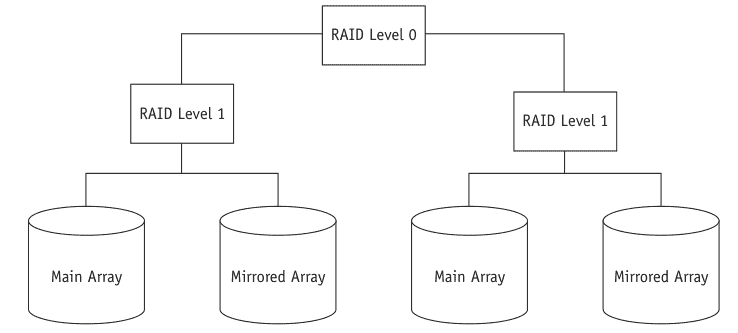 RAID Level 0
RAID Level 1
RAID Level 1
Main Array
Mirrored Array
Main Array
Mirrored Array